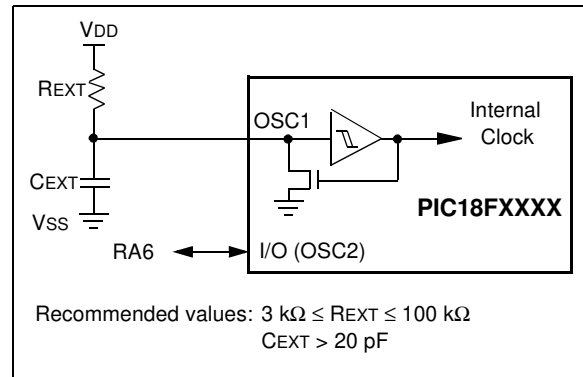 VDD
REXT
OSC1
Internal
Clock
CEXT
PIC18FXXXX
VSS
RA6
I/O (OSC2)
Recommended values: 3 kΩ ≤ REXT ≤ 100 kΩ
CEXT > 20 pF